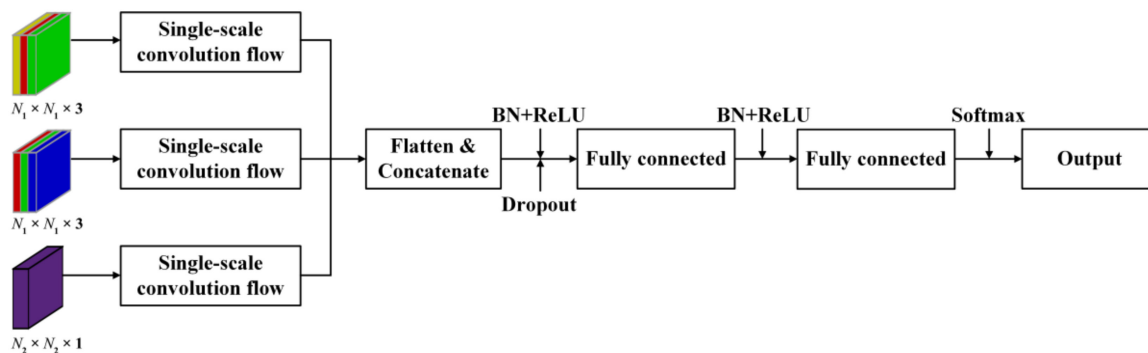 Single-scale
convolution flow
N₁ × N₁ × 3
Single-scale
convolution flow
N₁ × N₁ × 3
Single-scale
convolution flow
N₂ × N₂ × 1
Flatten &
Concatenate
BN+ReLU
Dropout
Fully connected
BN+ReLU
Fully connected
Softmax
Output